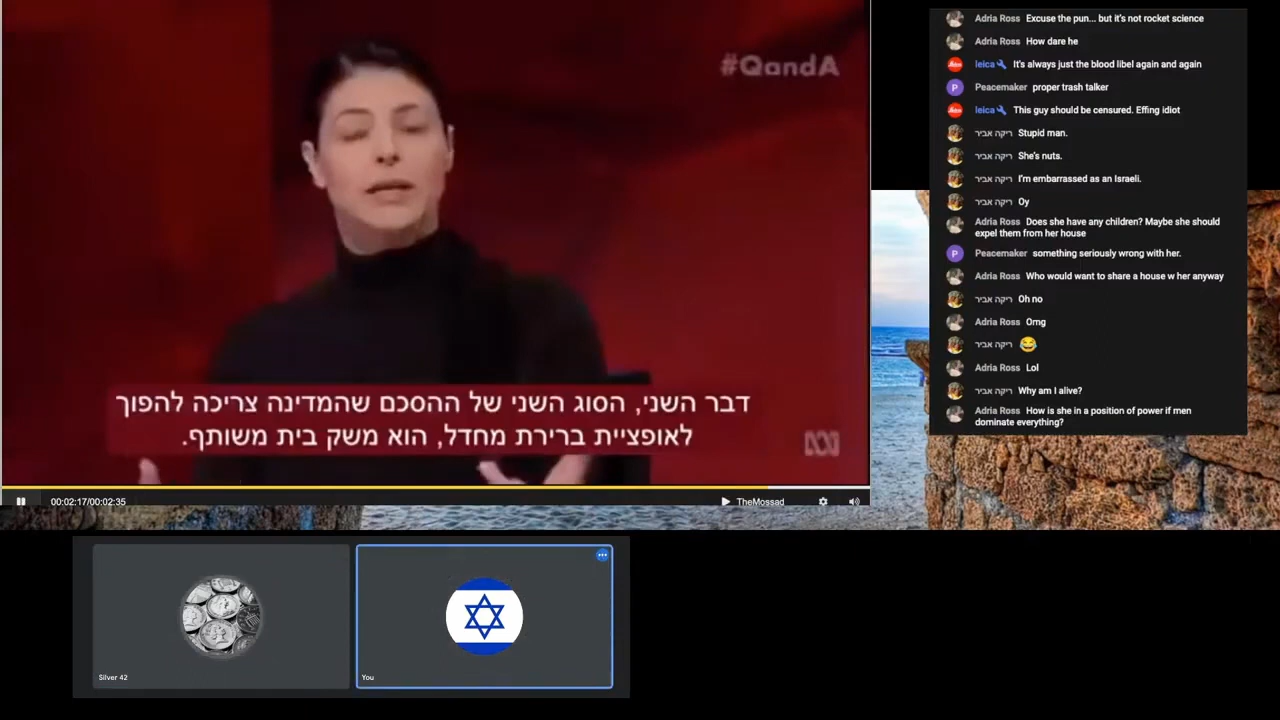 #QandA
דבר השני, הסוג השני של ההסכם שהמדינה צריכה להפוך
לאופציית ברירת מחדל, הוא משק בית משותף.
00:02:17/00:02:35
TheMossad
Adria Ross Excuse the pun... but it's not rocket science
Adria Ross How dare he
leica It's always just the blood libel again and again
P Peacemaker proper trash talker
leica This guy should be censured. Effing idiot
ריקה אביר Stupid man.
ריקה אביר She's nuts.
ריקה אביר I'm embarrassed as an Israeli.
ריקה אביר Oy
Adria Ross Does she have any children? Maybe she should
expel them from her house
P Peacemaker something seriously wrong with her.
Adria Ross Who would want to share a house w her anyway
ריקה אביר Oh no
Adria Ross Omg
ריקה אביר 😂
Adria Ross Lol
ריקה אביר Why am I alive?
Adria Ross How is she in a position of power if men
dominate everything?
Silver 42
You